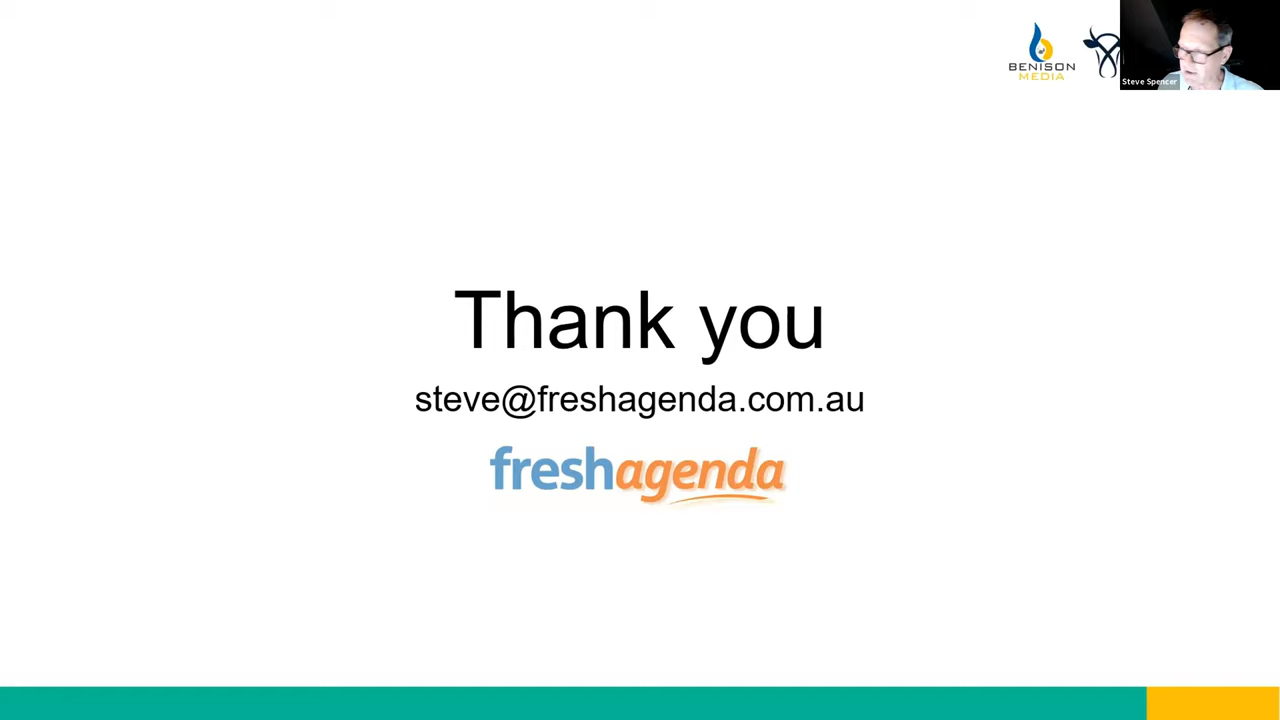 BENISON
MEDIA
Steve Spencer
Thank you
steve@freshagenda.com.au
freshagenda